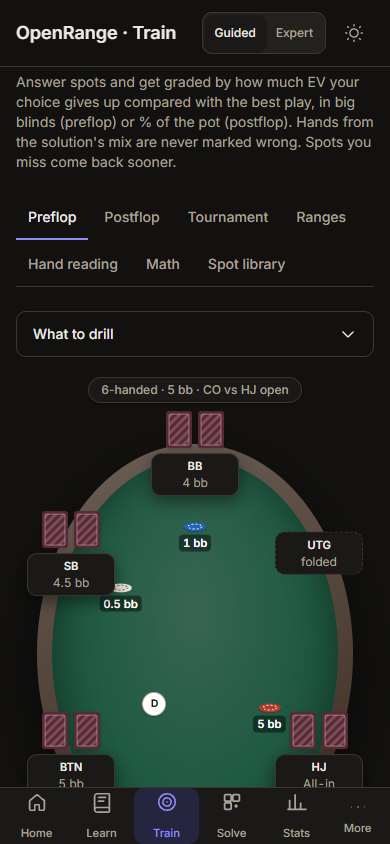 OpenRange · Train
Guided
Expert
Answer spots and get graded by how much EV your
choice gives up compared with the best play, in big
blinds (preflop) or % of the pot (postflop). Hands from
the solution's mix are never marked wrong. Spots you
miss come back sooner.
Preflop
Postflop
Tournament
Ranges
Hand reading
Math
Spot library
What to drill
6-handed · 5 bb · CO vs HJ open
BB
4 bb
1 bb
UTG
folded
SB
4.5 bb
0.5 bb
D
5 bb
BTN
5 bb
HJ
All-in
Home
Learn
Train
Solve
Stats
More